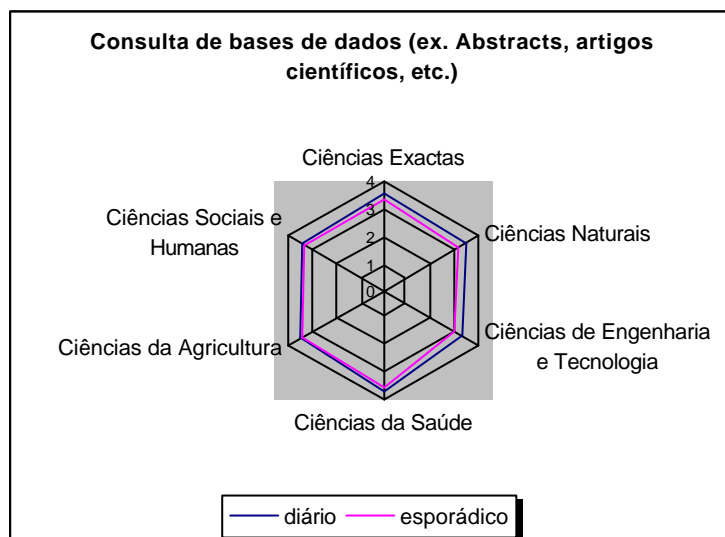 Consulta de bases de dados (ex. Abstracts, artigos
científicos, etc.)
Ciências Exactas
4
3
2
1
0
Ciências Naturais
Ciências de Engenharia
e Tecnologia
Ciências da Saúde
Ciências da Agricultura
Ciências Sociais e
Humanas
diário
esporádico